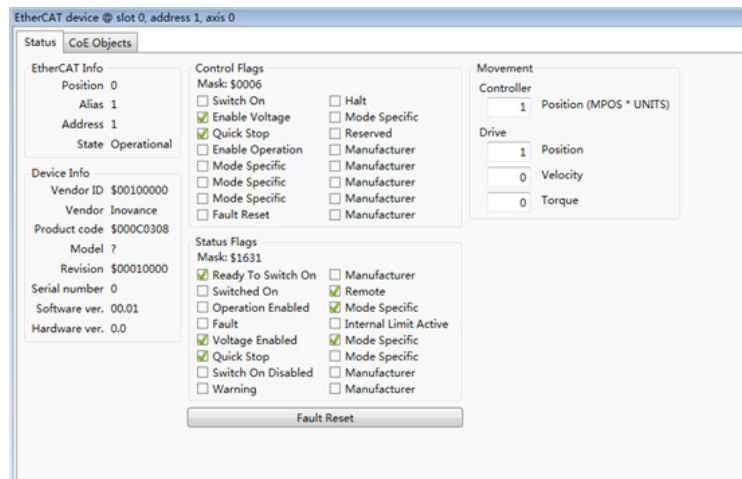 EtherCAT device @ slot 0, address 1, axis 0
Status CoE Objects
EtherCAT Info
Position 0
Alias 1
Address 1
State Operational
Device Info
Vendor ID $00100000
Vendor Inovance
Product code $000C0308
Model ?
Revision $00010000
Serial number 0
Software ver. 00.01
Hardware ver. 0.0
Control Flags
Mask: $0006
Switch On Halt
Enable Voltage Mode Specific
Quick Stop Reserved
Enable Operation Manufacturer
Mode Specific Manufacturer
Mode Specific Manufacturer
Mode Specific Manufacturer
Fault Reset Manufacturer
Status Flags
Mask: $1631
Ready To Switch On Manufacturer
Switched On Remote
Operation Enabled Mode Specific
Fault Internal Limit Active
Voltage Enabled Mode Specific
Quick Stop Mode Specific
Switch On Disabled Manufacturer
Warning Manufacturer
Fault Reset
Movement
Controller
1 Position (MPOS * UNITS)
Drive
1 Position
0 Velocity
0 Torque